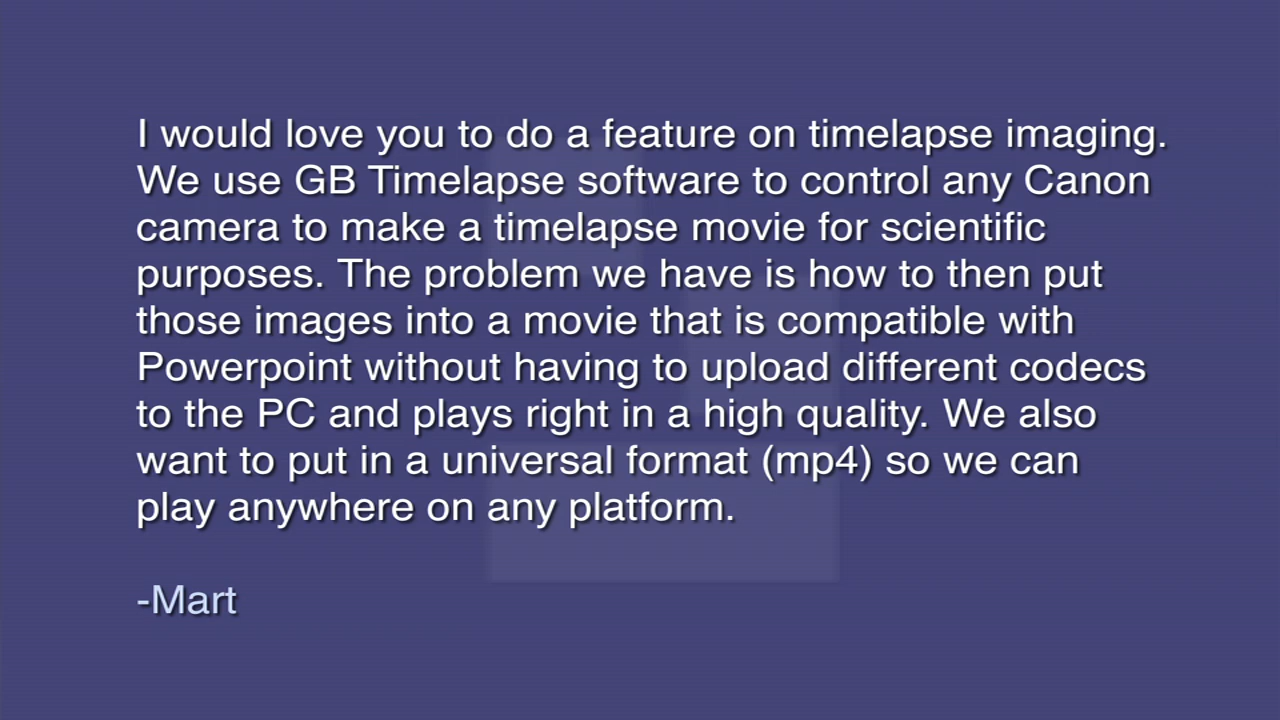 I would love you to do a feature on timelapse imaging.
We use GB Timelapse software to control any Canon
camera to make a timelapse movie for scientific
purposes. The problem we have is how to then put
those images into a movie that is compatible with
Powerpoint without having to upload different codecs
to the PC and plays right in a high quality. We also
want to put in a universal format (mp4) so we can
play anywhere on any platform.
-Mart